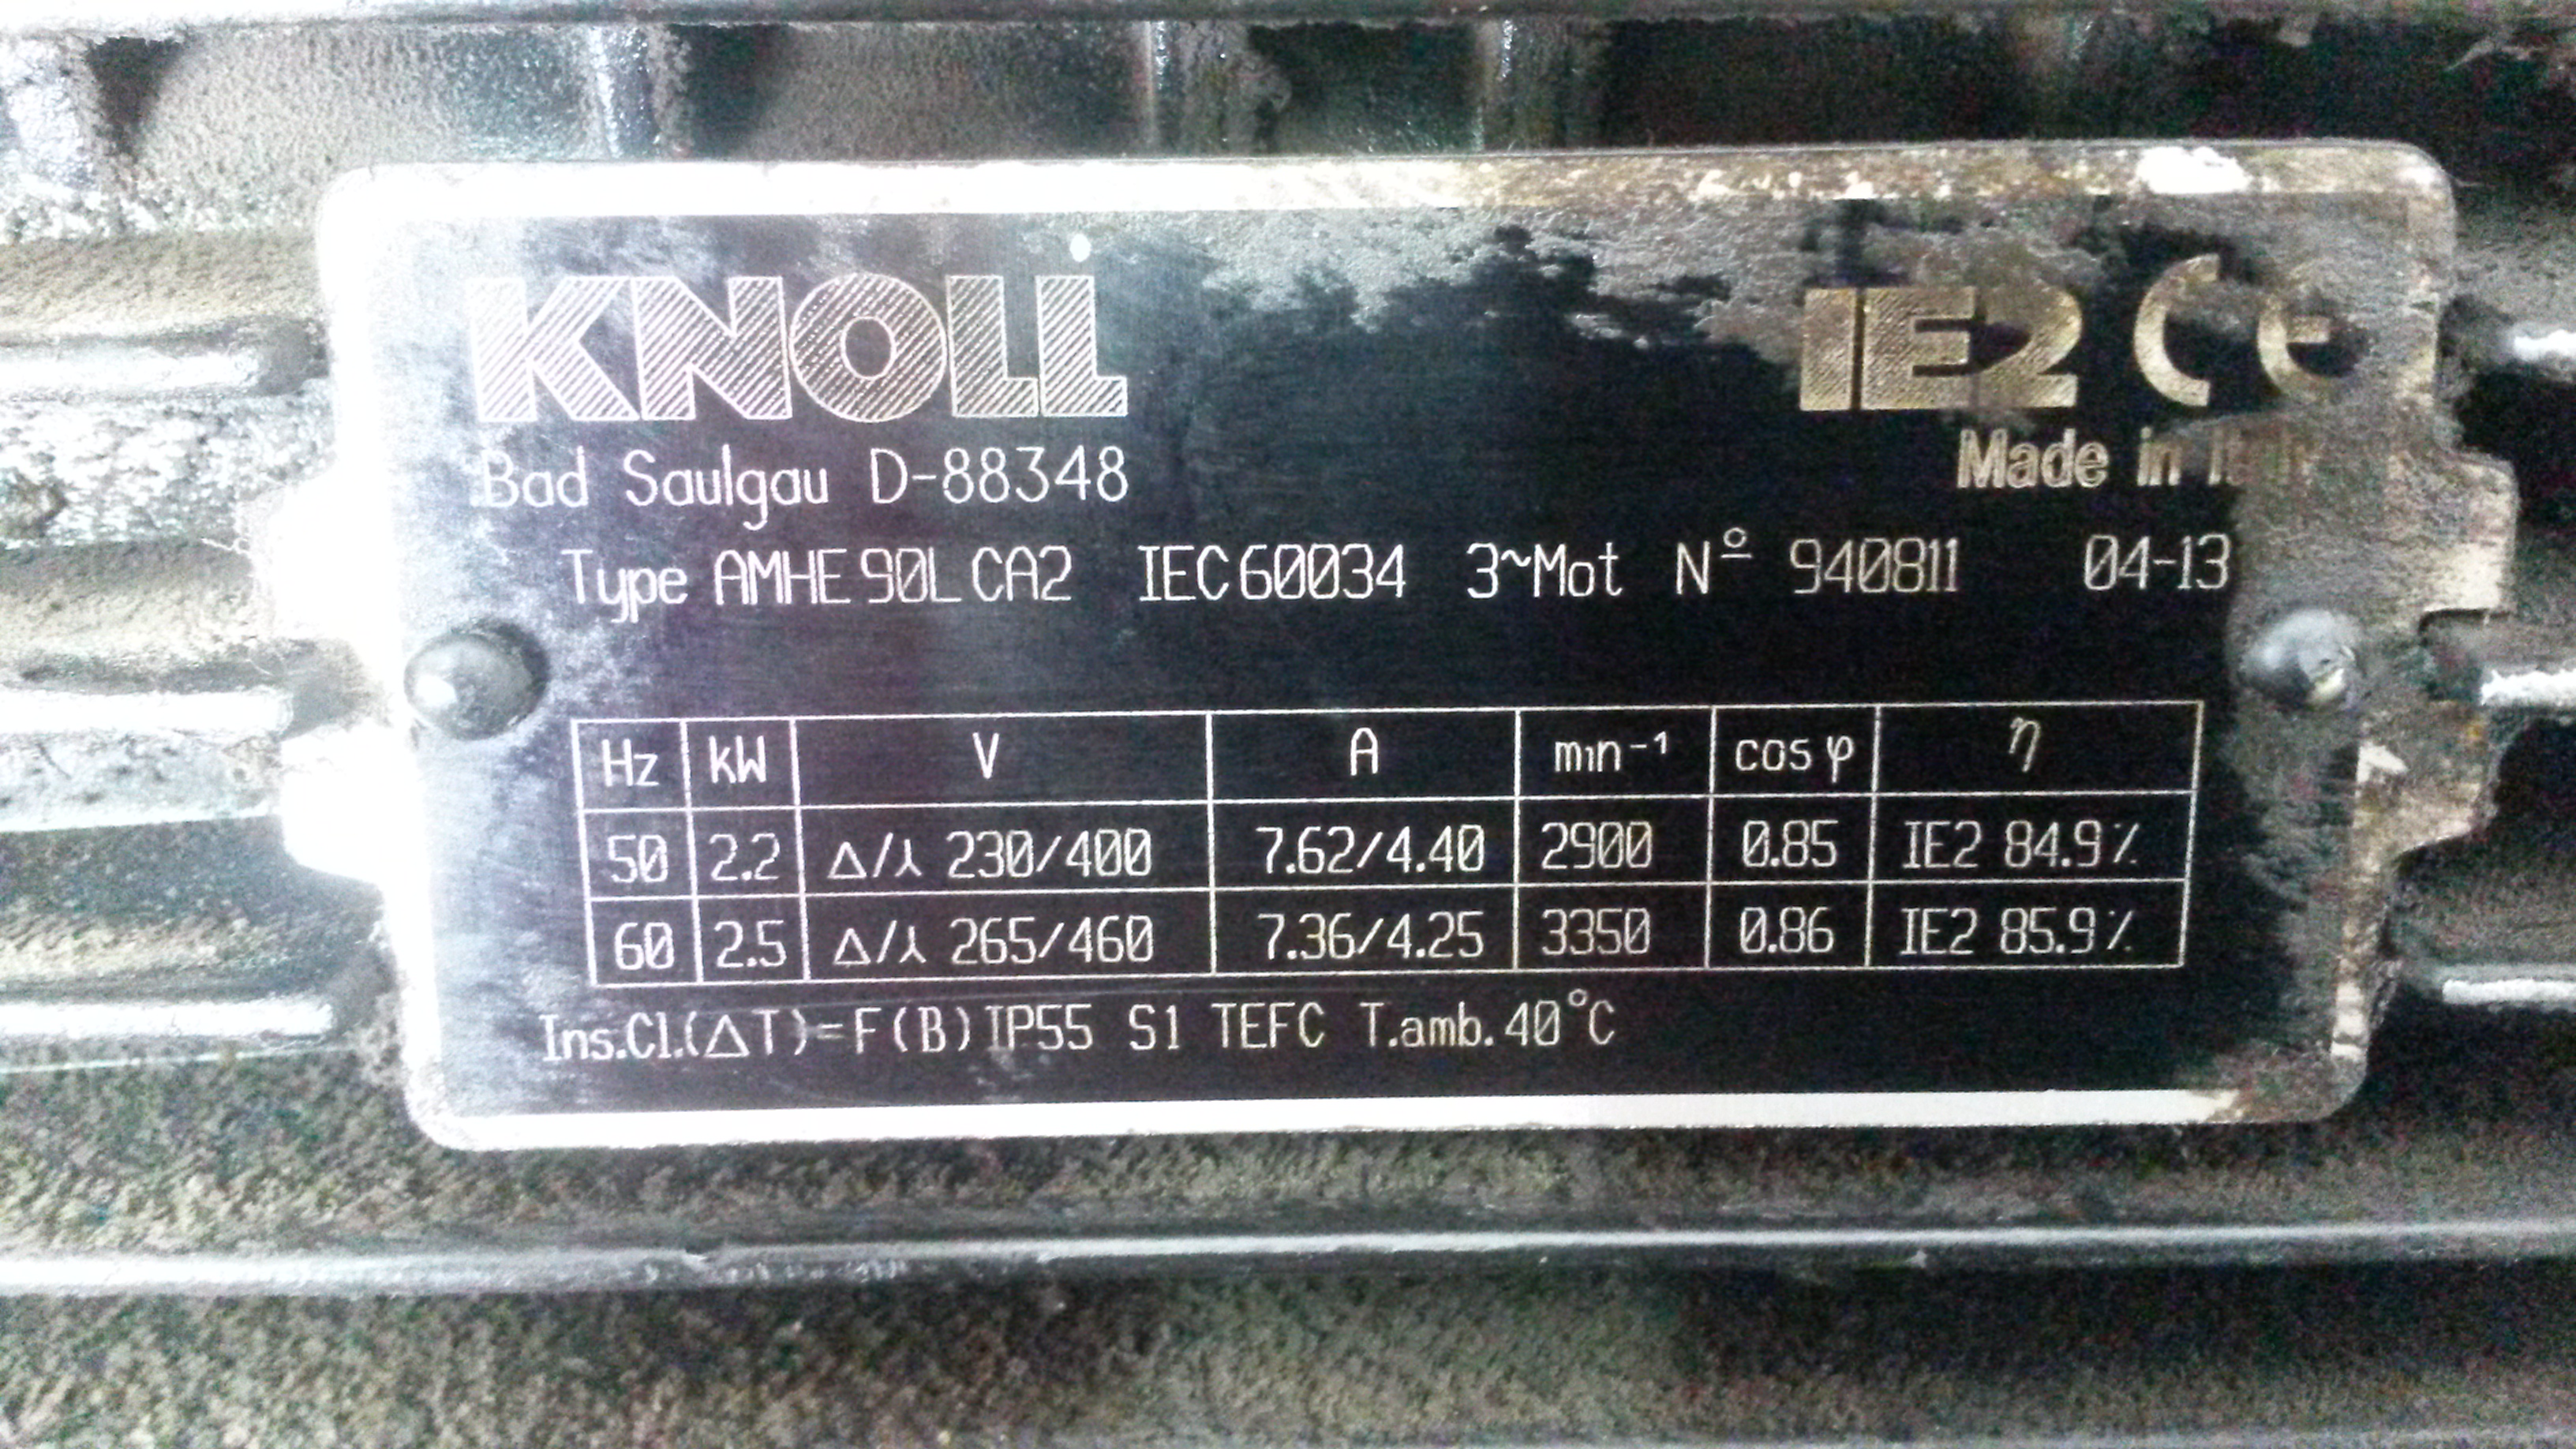 KNOLL
IE2 CE
Bad Saulgau D-88348
Made in Italy
Type AMHE 90L CA2 IEC 60034 3~Mot Nº 940811 04-13
Hz kW V A min⁻¹ cos φ η
50 2.2 Δ/⅄ 230/400 7.62/4.40 2900 0.85 IE2 84.9%
60 2.5 Δ/⅄ 265/460 7.36/4.25 3350 0.86 IE2 85.9%
Ins.Cl.(ΔT)=F(B) IP55 S1 TEFC T.amb.40°C